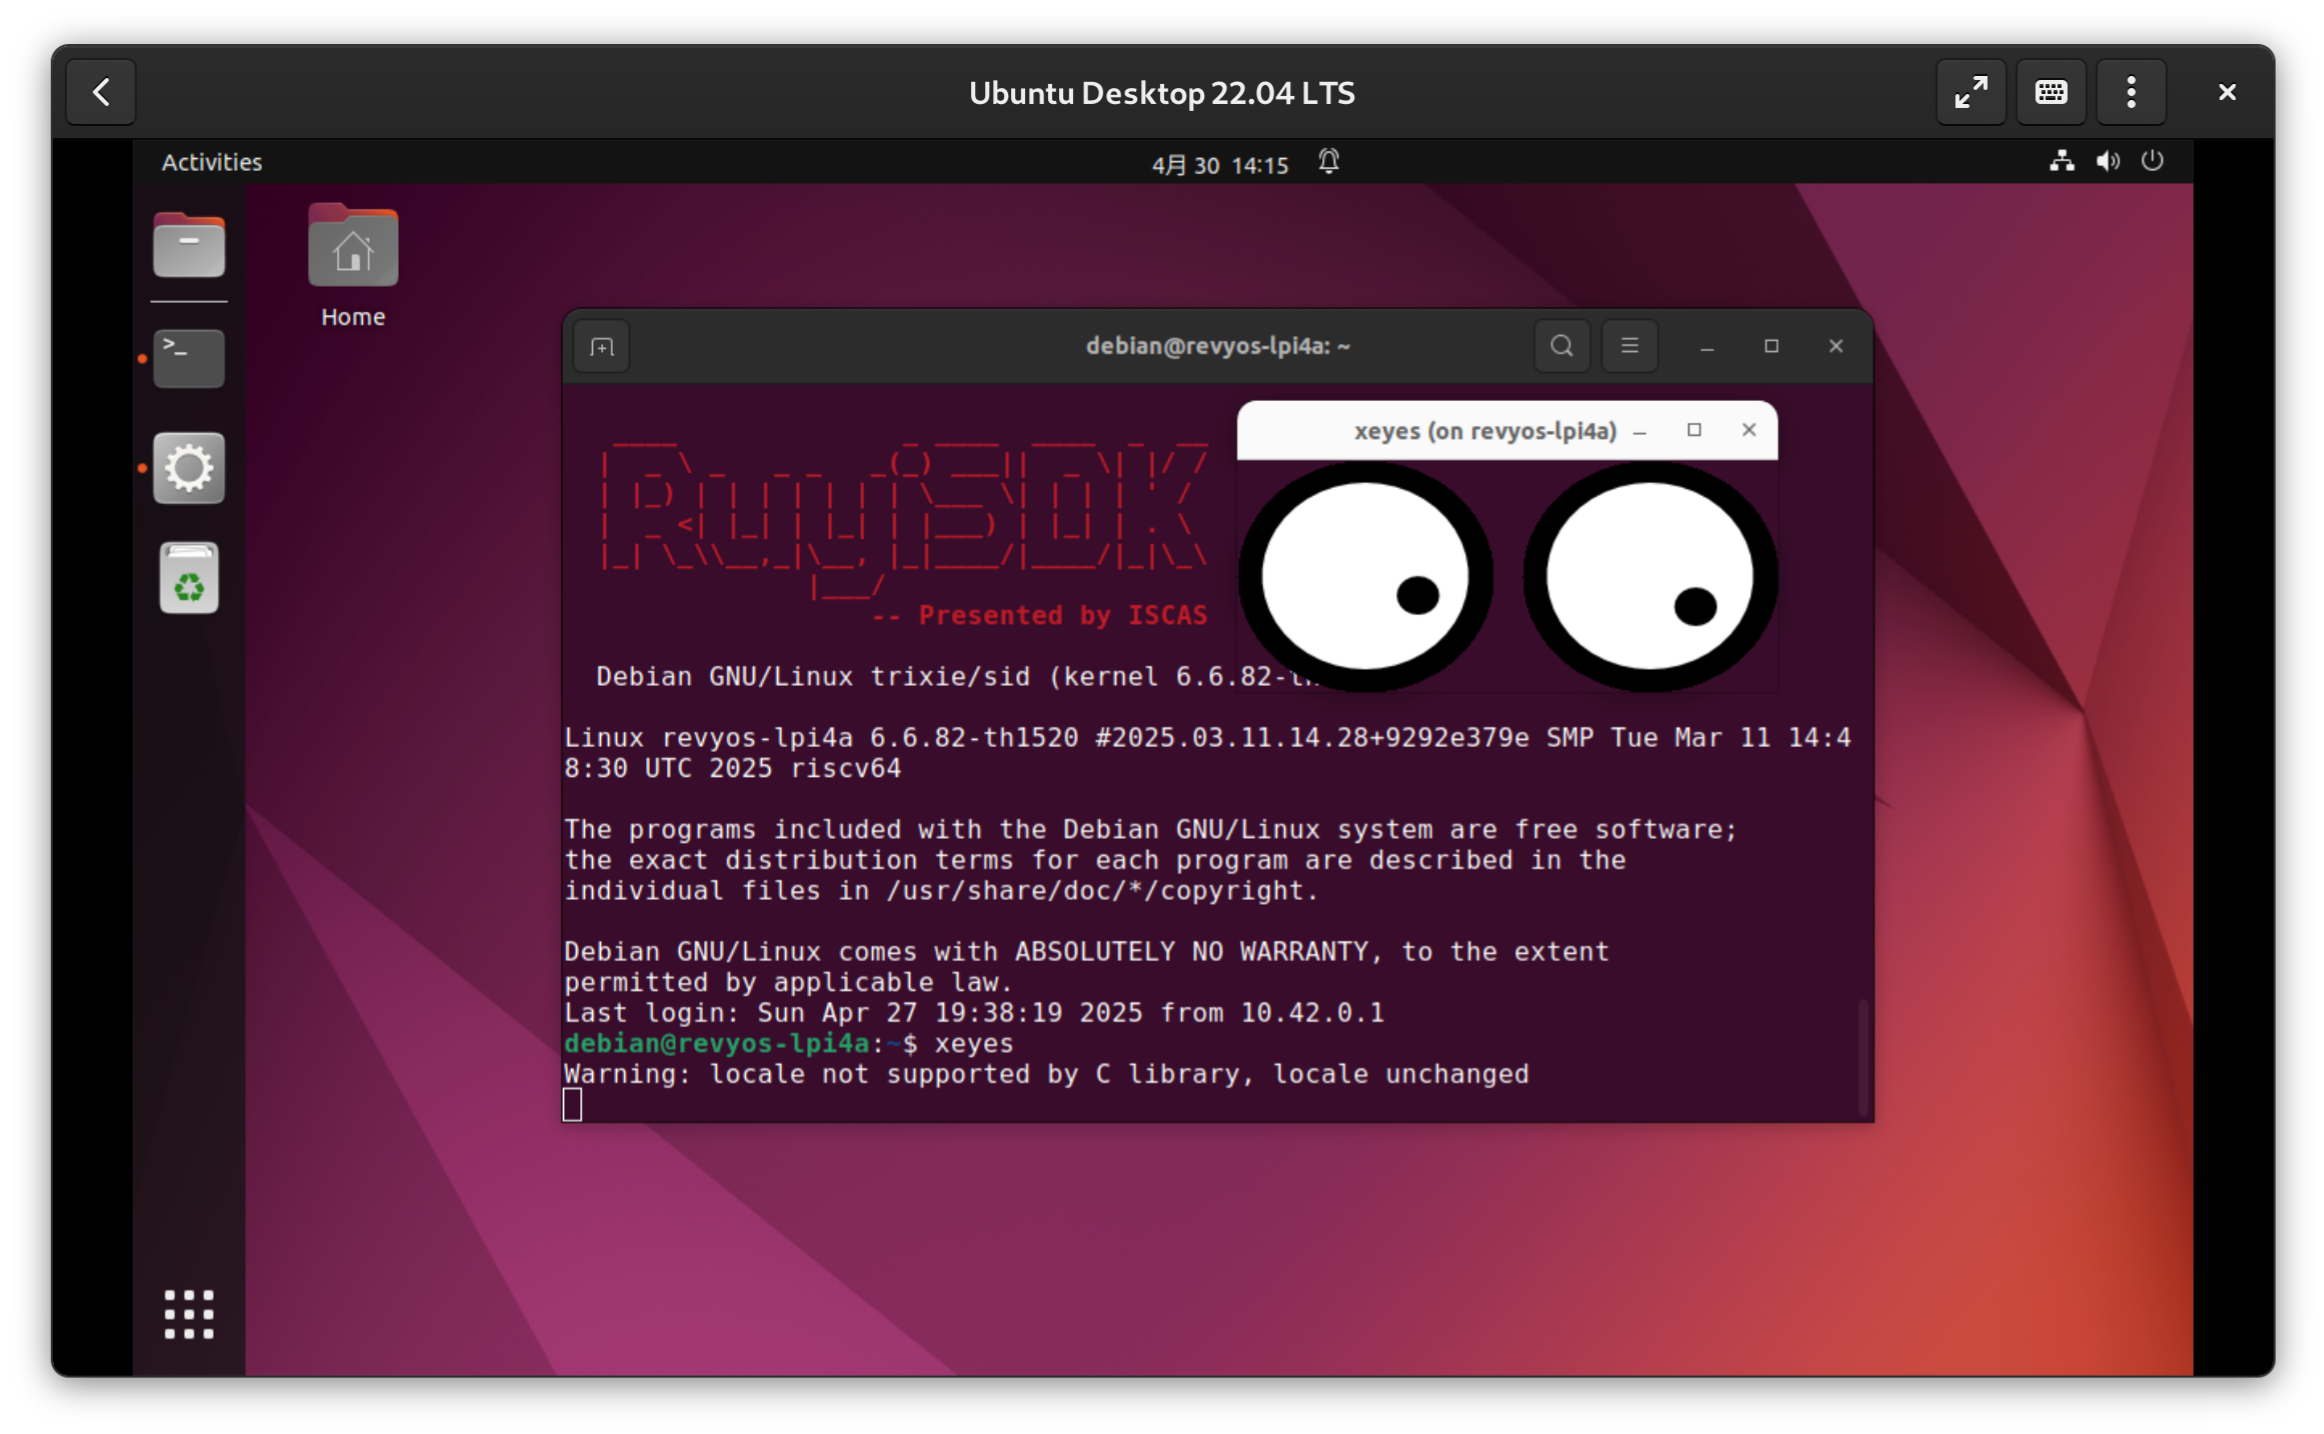 Ubuntu Desktop 22.04 LTS
Activities
4月 30 14:15
Home
debian@revyos-lpi4a: ~
xeyes (on revyos-lpi4a)
RuyiSDK
-- Presented by ISCAS
Debian GNU/Linux trixie/sid (kernel 6.6.82-
Linux revyos-lpi4a 6.6.82-th1520 #2025.03.11.14.28+9292e379e SMP Tue Mar 11 14:4
8:30 UTC 2025 riscv64
The programs included with the Debian GNU/Linux system are free software;
the exact distribution terms for each program are described in the
individual files in /usr/share/doc/*/copyright.
Debian GNU/Linux comes with ABSOLUTELY NO WARRANTY, to the extent
permitted by applicable law.
Last login: Sun Apr 27 19:38:19 2025 from 10.42.0.1
debian@revyos-lpi4a:~$ xeyes
Warning: locale not supported by C library, locale unchanged